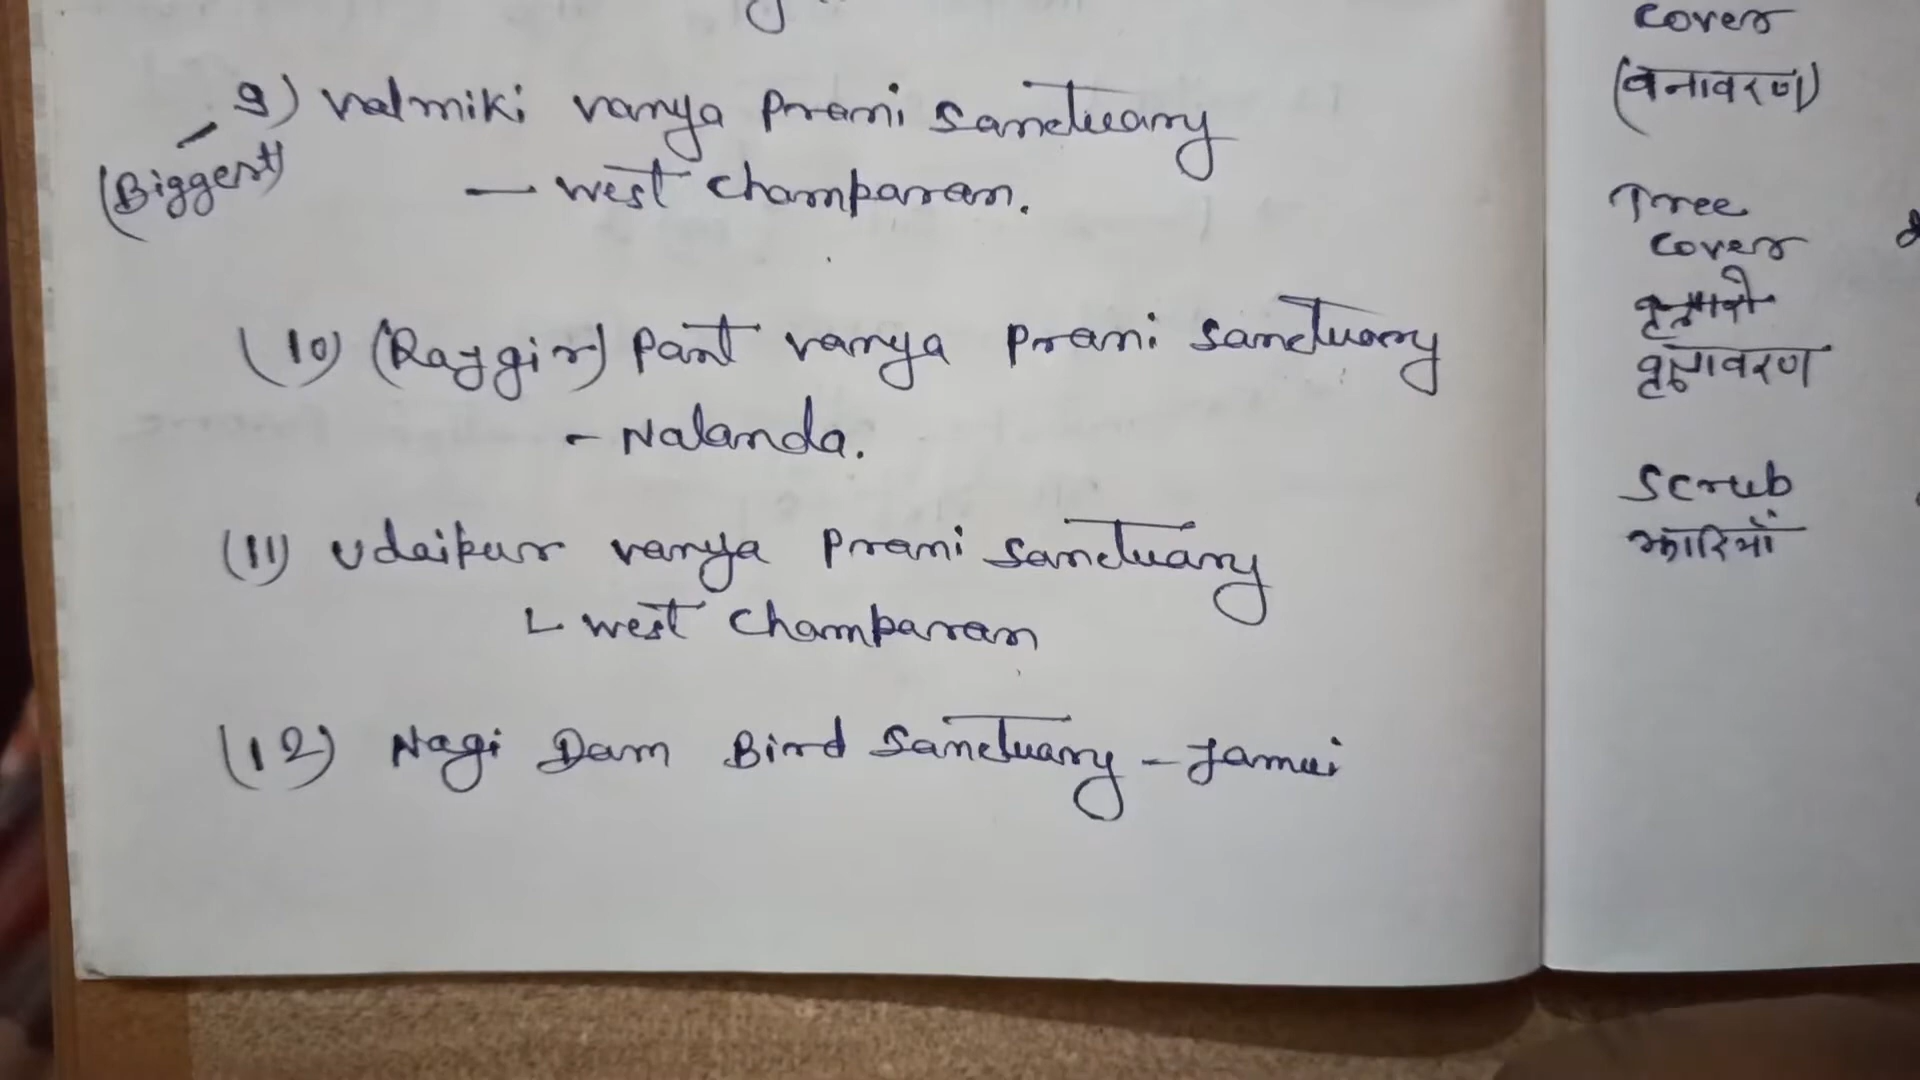 9) Valmiki vanya Prani Sanctuary
(Biggest)
— West Champaran.
(10) (Rajgir) Pant vanya Prani Sanctuary
- Nalanda.
(11) Udaipur vanya Prani Sanctuary
West Champaran
(12) Nagi Dam Bird Sanctuary - Jamui
Cover
(वनावरण)
Tree
cover
वृक्षावरण
Scrub
झारियाँ